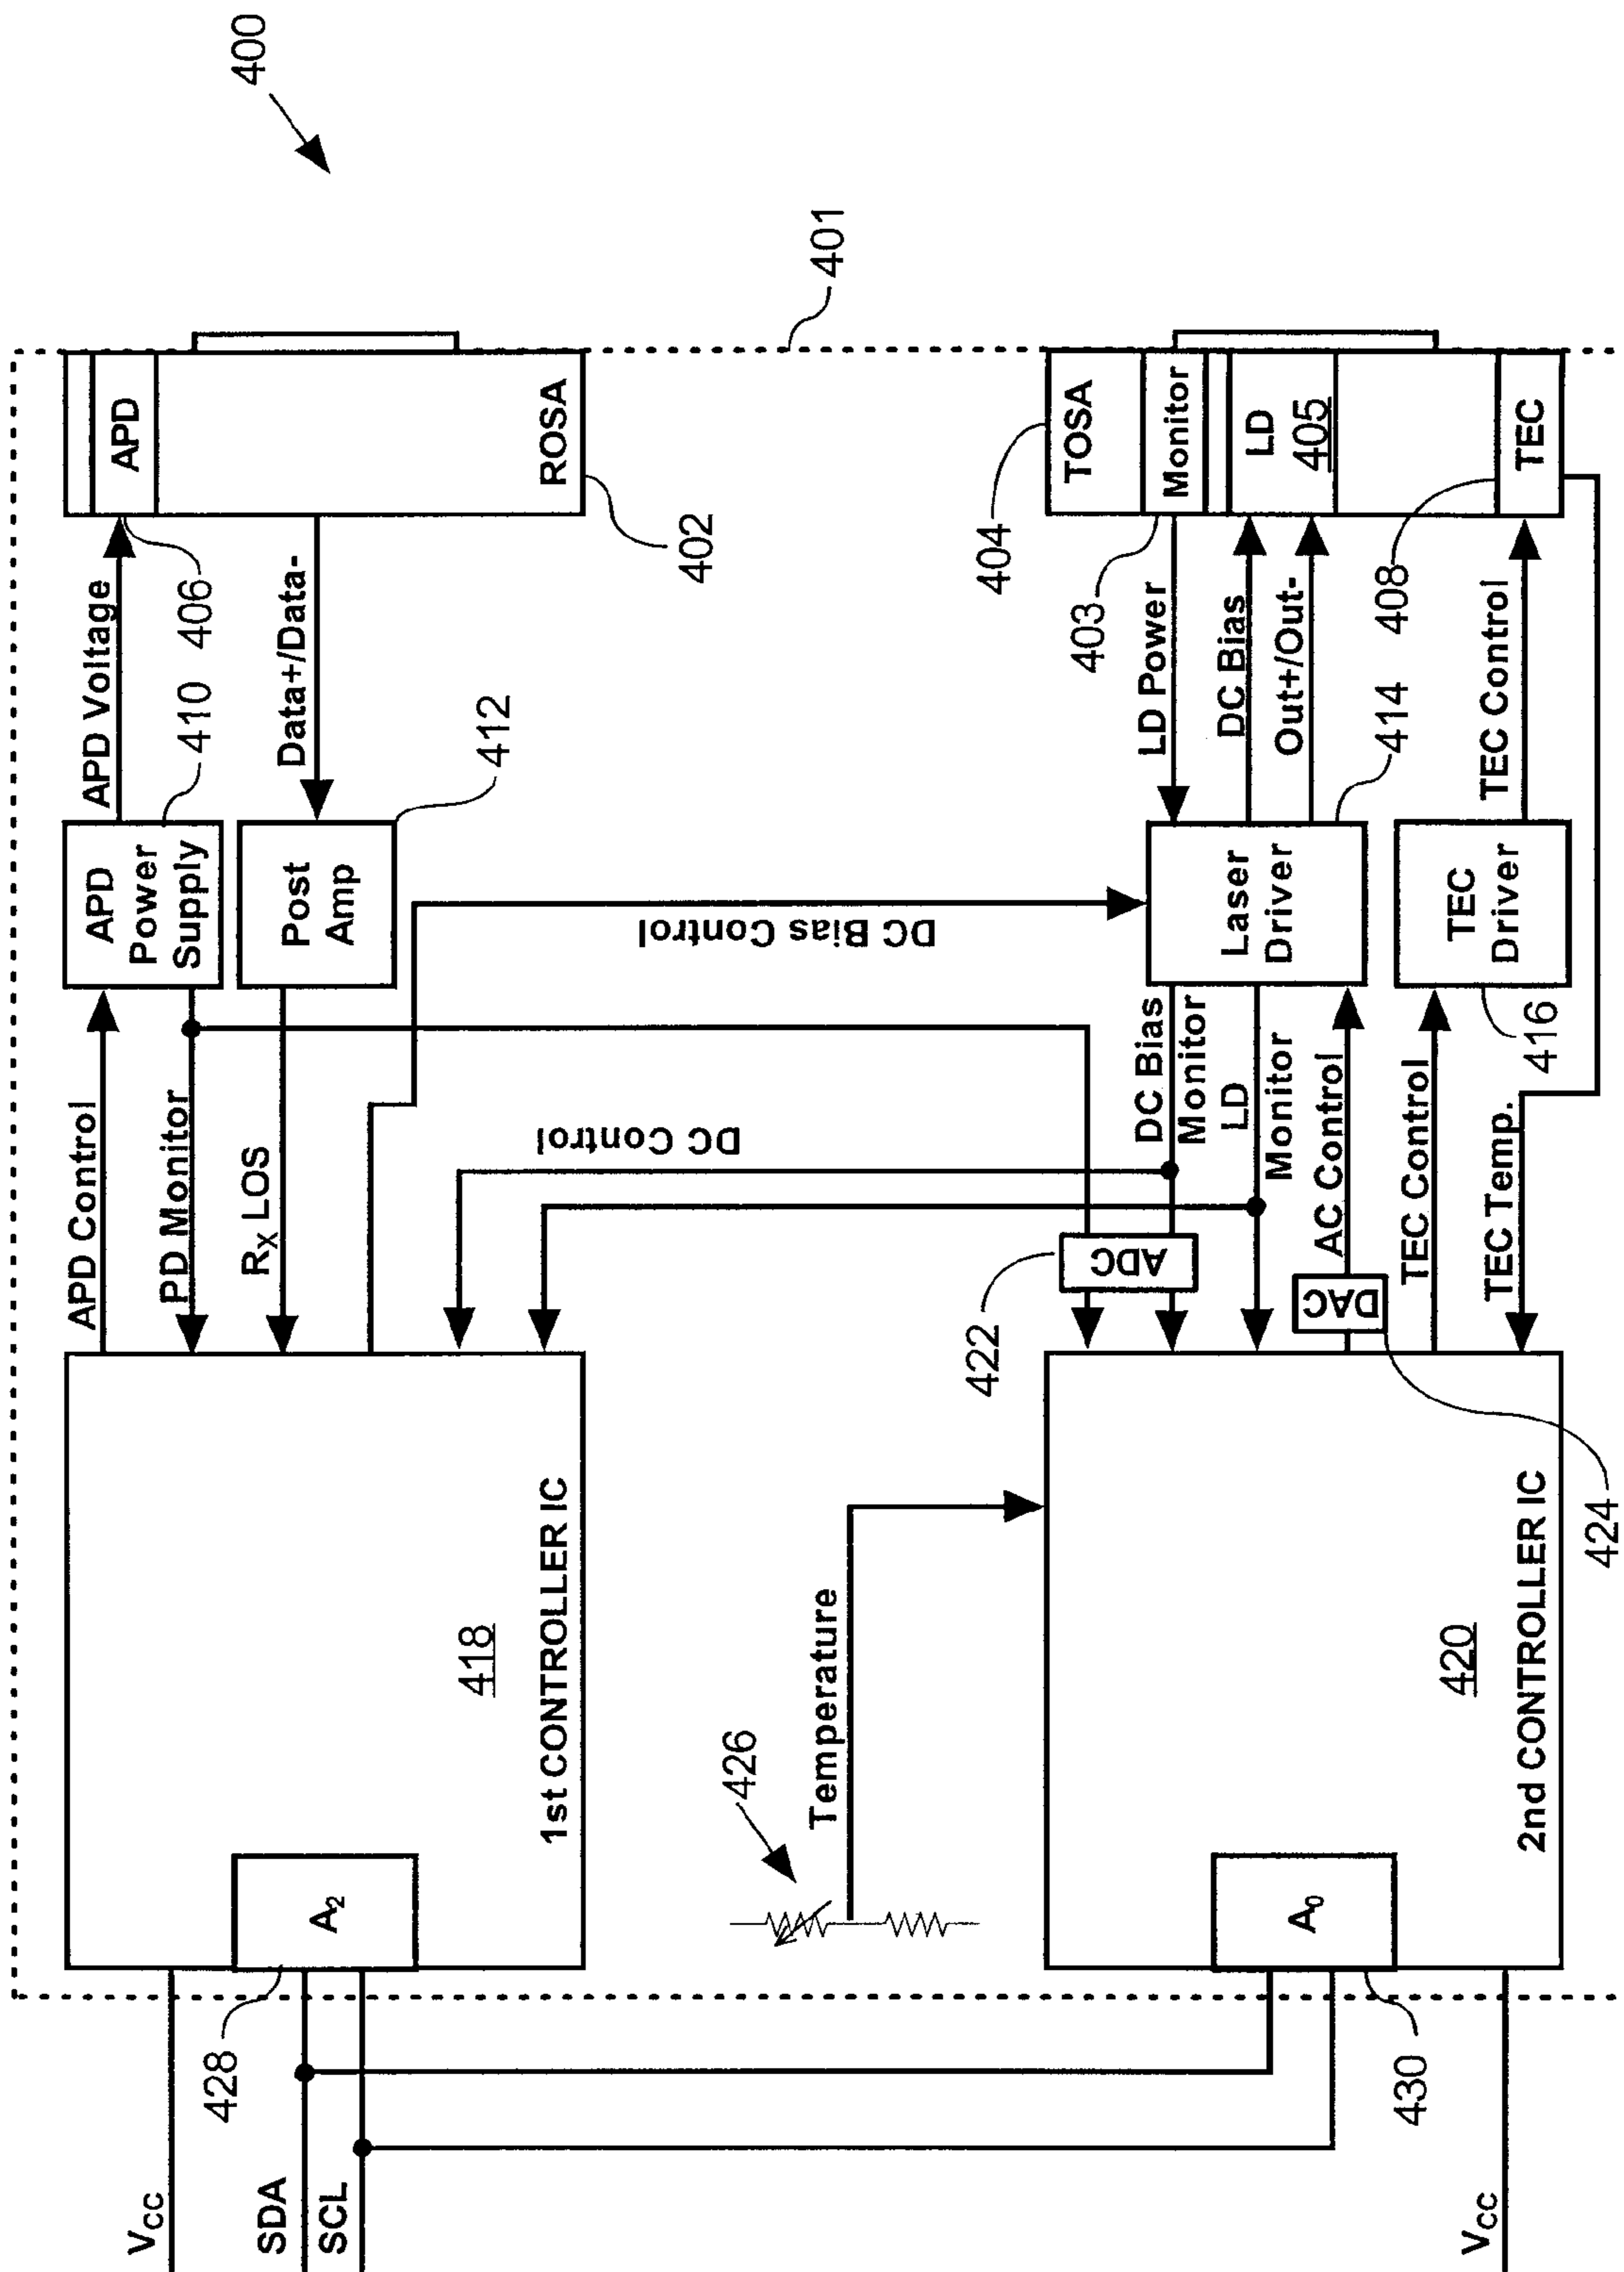 400
401
V_CC
SDA
SCL
428
A₂
418
1st CONTROLLER IC
APD Control
PD Monitor
R_X LOS
DC Control
DC Bias Control
APD
Power
Supply
410
Post
Amp
412
APD Voltage
406
Data+/Data-
APD
ROSA
402
426
Temperature
V_CC
430
A₀
420
2nd CONTROLLER IC
422
ADC
DAC
424
DC Bias
Monitor
LD
Monitor
AC Control
TEC Control
TEC Temp.
Laser
Driver
414
TEC
Driver
416
LD Power
DC Bias
Out+/Out-
TEC Control
403
404
408
TOSA
Monitor
LD
405
TEC